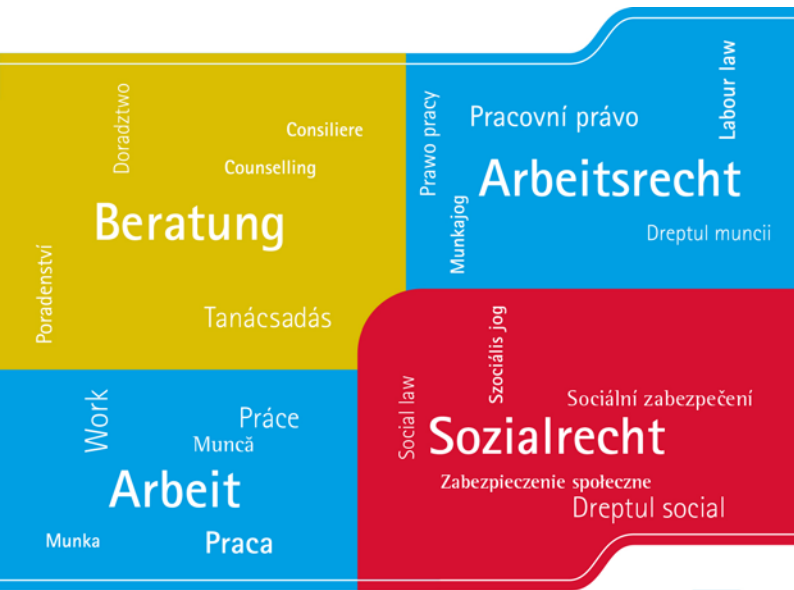 Doradztwo
Consiliere
Counselling
Beratung
Poradenství
Tanácsadás
Prawo pracy
Pracovní právo
Labour law
Arbeitsrecht
Munkajog
Dreptul muncii
Work
Práce
Muncă
Arbeit
Munka
Praca
Szociális jog
Social law
Sociální zabezpečení
Sozialrecht
Zabezpieczenie społeczne
Dreptul social